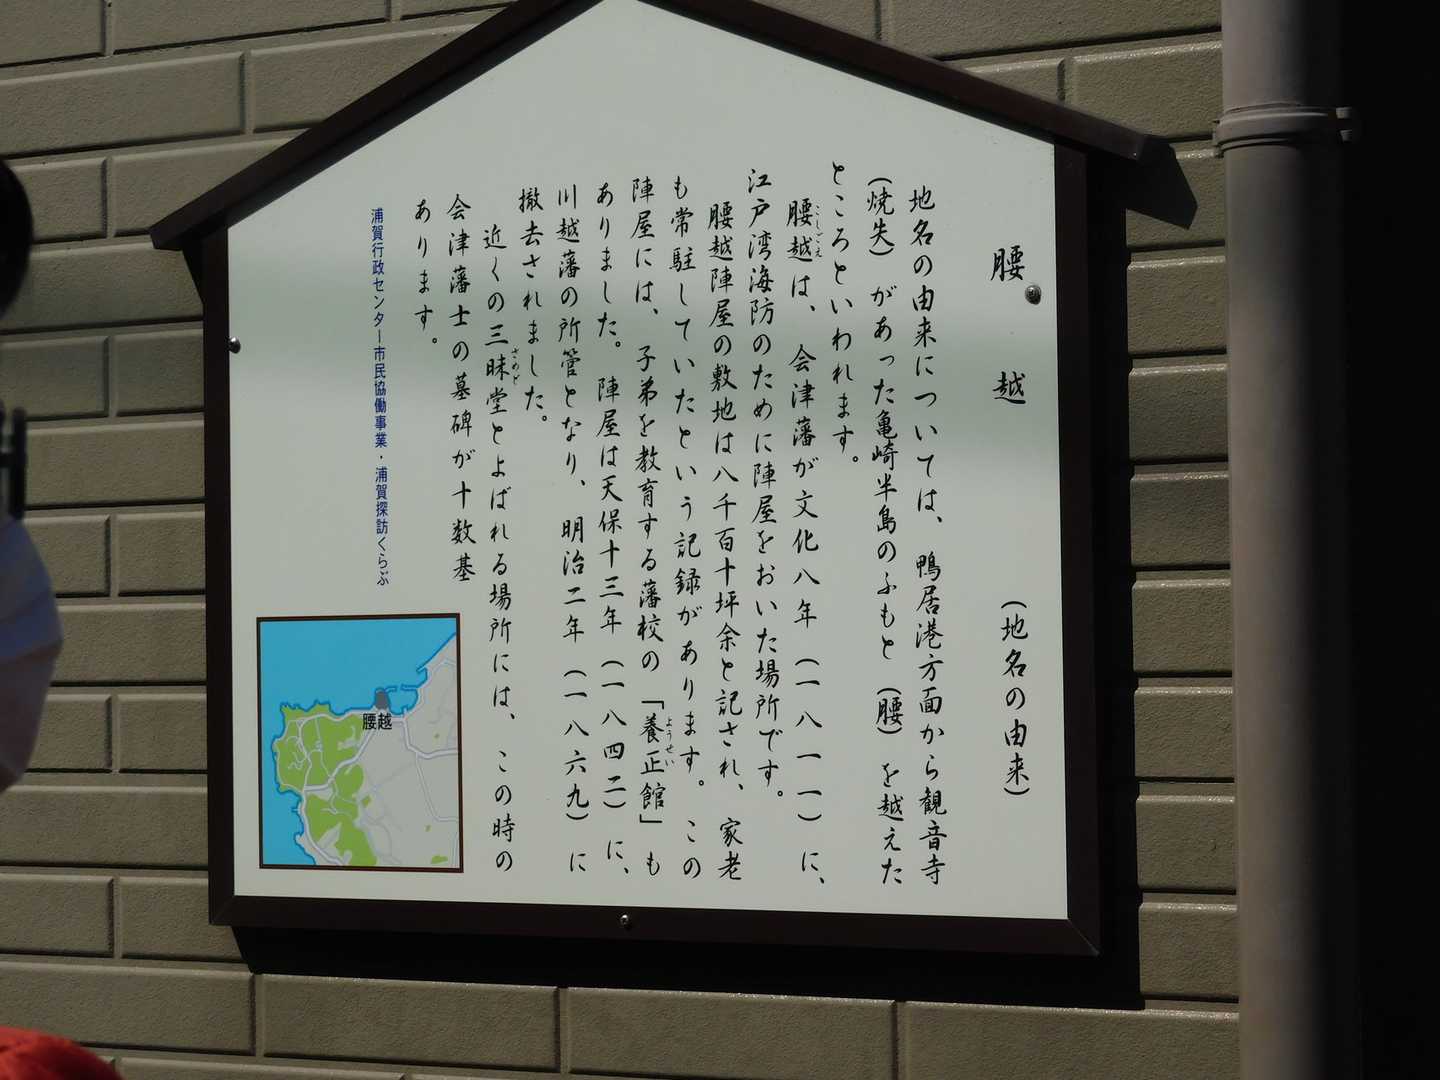 腰越　（地名の由来）
地名の由来については、鴨居港方面から観音寺
（焼失）があった亀崎半島のふもと（腰）を越えた
ところといわれます。
腰越は、会津藩が文化八年（一八一一）に、
こしごえ
江戸湾海防のために陣屋をおいた場所です。
腰越陣屋の敷地は八千百十坪余と記され、家老
も常駐していたという記録があります。この
陣屋には、子弟を教育する藩校の「養正館」も
ようせい
ありました。陣屋は天保十三年（一八四二）に、
川越藩の所管となり、明治二年（一八六九）に
撤去されました。
近くの三昧堂とよばれる場所には、この時の
さめど
会津藩士の墓碑が十数基
あります。
浦賀行政センター市民協働事業・浦賀探訪くらぶ
腰越